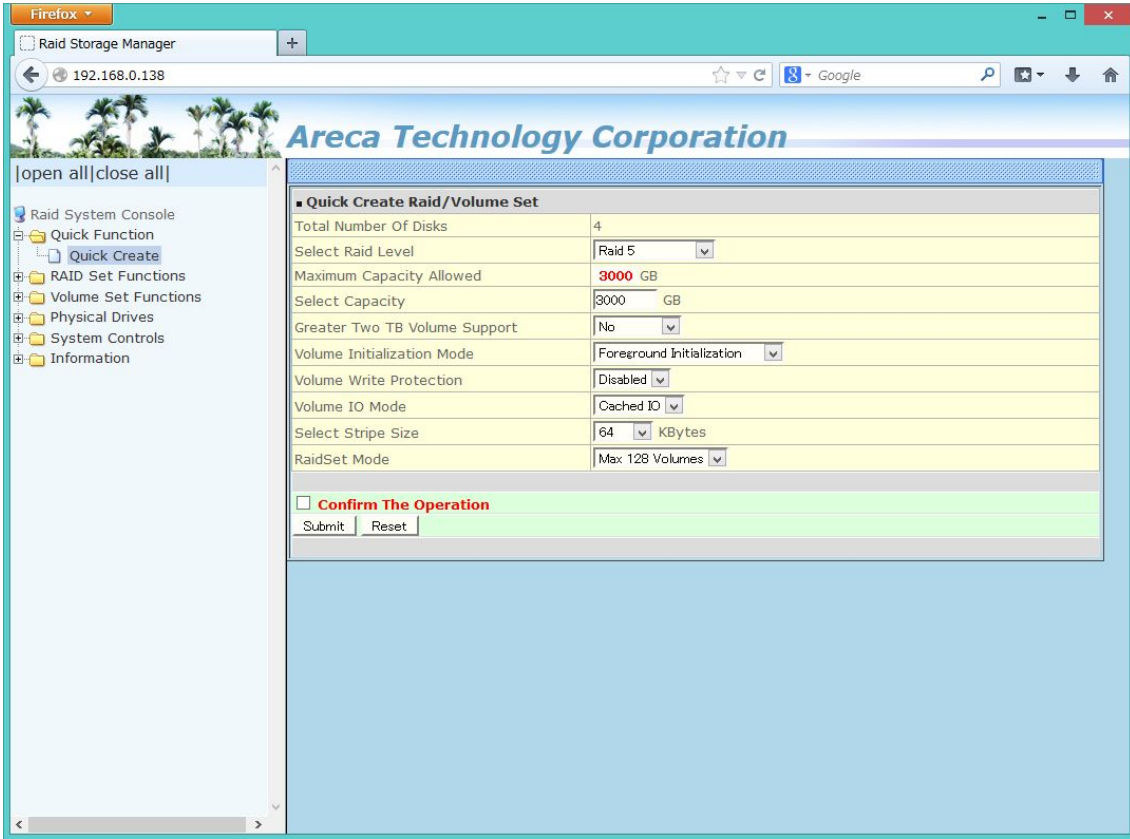 Firefox
Raid Storage Manager
192.168.0.138
Google
Areca Technology Corporation
|open all|close all|
Raid System Console
Quick Function
Quick Create
RAID Set Functions
Volume Set Functions
Physical Drives
System Controls
Information
Quick Create Raid/Volume Set
Total Number Of Disks 4
Select Raid Level Raid 5
Maximum Capacity Allowed 3000 GB
Select Capacity 3000 GB
Greater Two TB Volume Support No
Volume Initialization Mode Foreground Initialization
Volume Write Protection Disabled
Volume IO Mode Cached IO
Select Stripe Size 64 KBytes
RaidSet Mode Max 128 Volumes
Confirm The Operation
Submit Reset